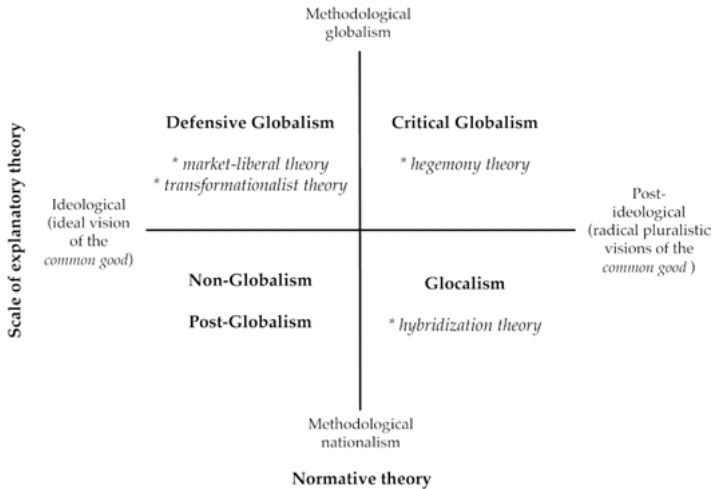 Methodological
globalism
Defensive Globalism
Critical Globalism
* market-liberal theory
* transformationalist theory
* hegemony theory
Scale of explanatory theory
Ideological
(ideal vision
of the
common good)
Post-
ideological
(radical pluralistic
visions of the
common good )
Non-Globalism
Post-Globalism
Glocalism
* hybridization theory
Methodological
nationalism
Normative theory